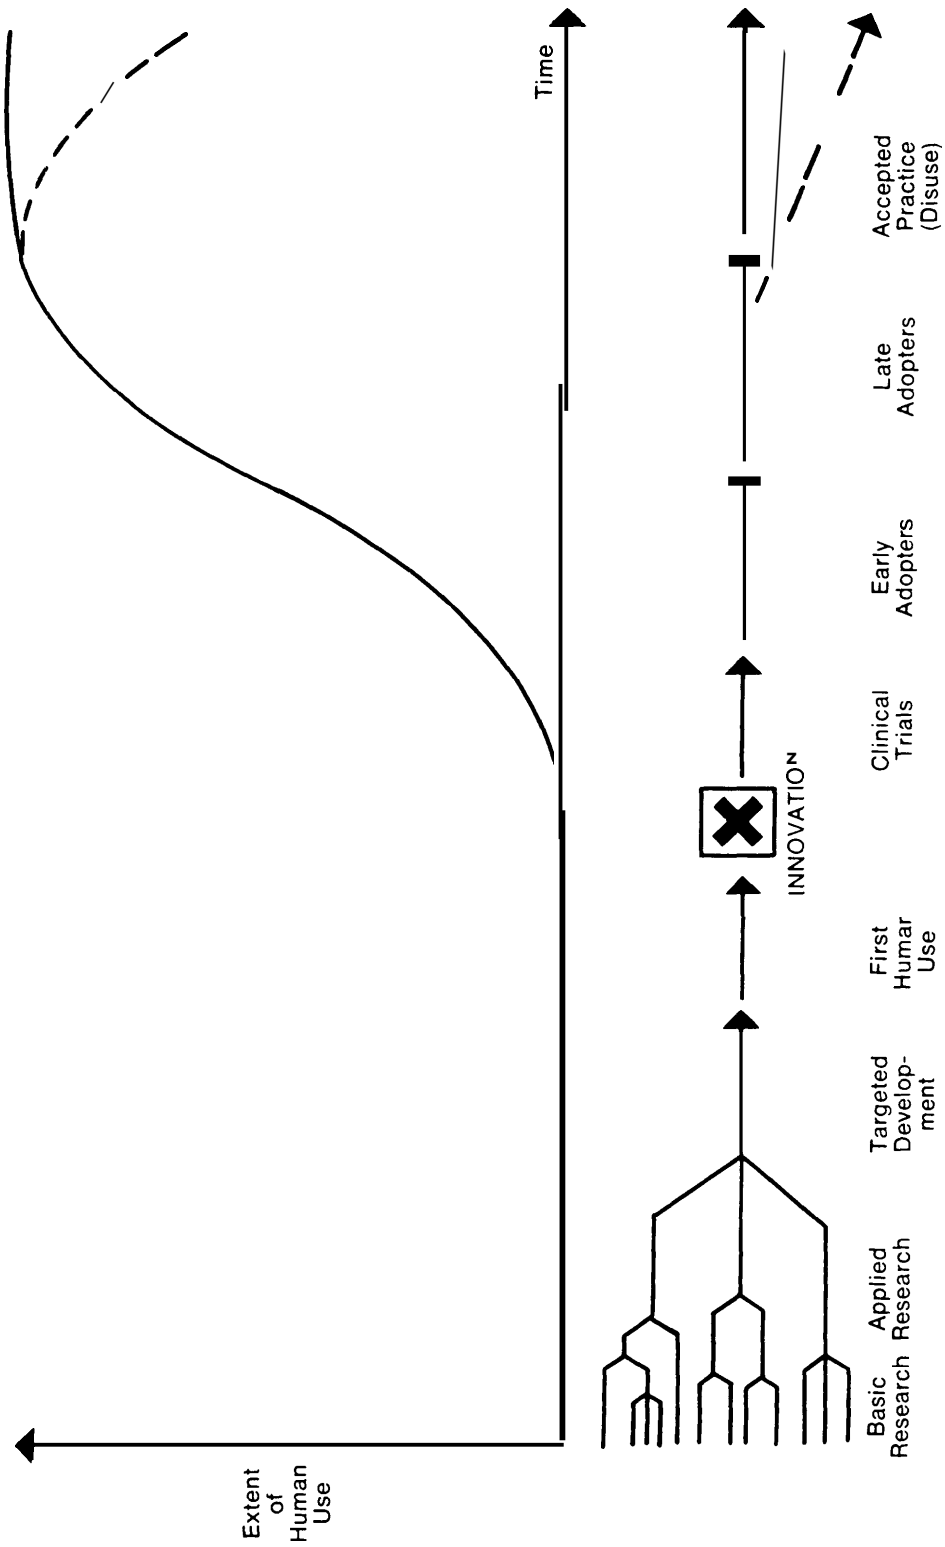 Extent
of
Human
Use
Time
INNOVATION
Basic
Research
Applied
Research
Targeted
Develop-
ment
First
Humar
Use
Clinical
Trials
Early
Adopters
Late
Adopters
Accepted
Practice
(Disuse)